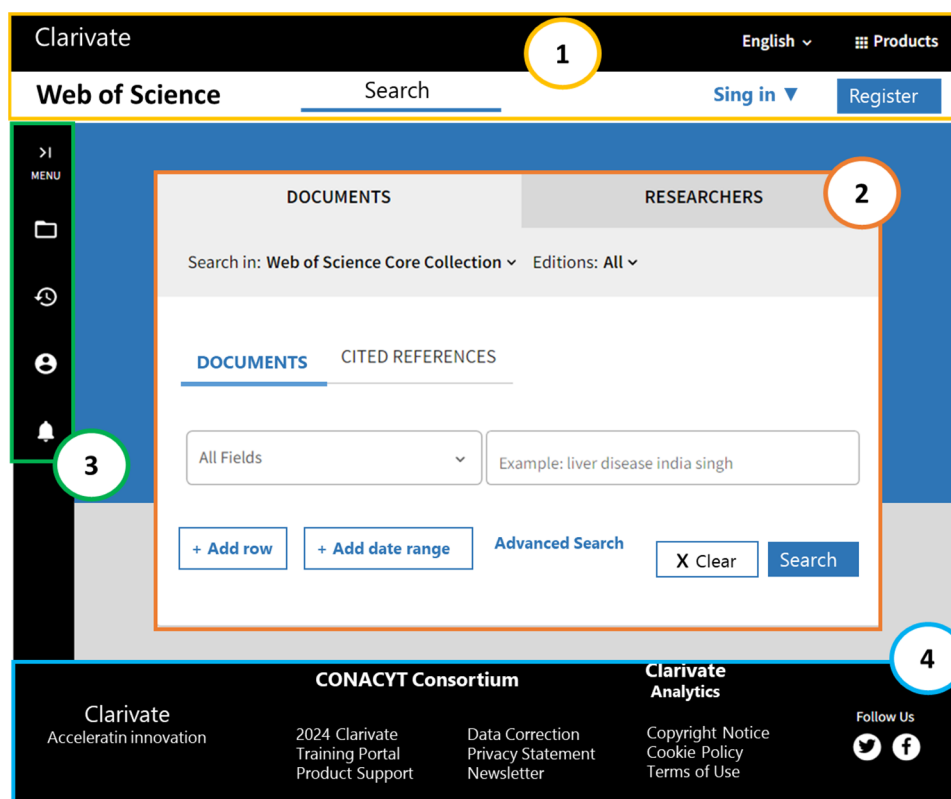 Clarivate
English
Products
1
Web of Science
Search
Sing in ▼
Register
MENU
DOCUMENTS
RESEARCHERS
2
Search in: Web of Science Core Collection
Editions: All
DOCUMENTS
CITED REFERENCES
All Fields
Example: liver disease india singh
3
+ Add row
+ Add date range
Advanced Search
X Clear
Search
4
CONACYT Consortium
Clarivate
Analytics
Clarivate
Acceleratin innovation
2024 Clarivate
Training Portal
Product Support
Data Correction
Privacy Statement
Newsletter
Copyright Notice
Cookie Policy
Terms of Use
Follow Us